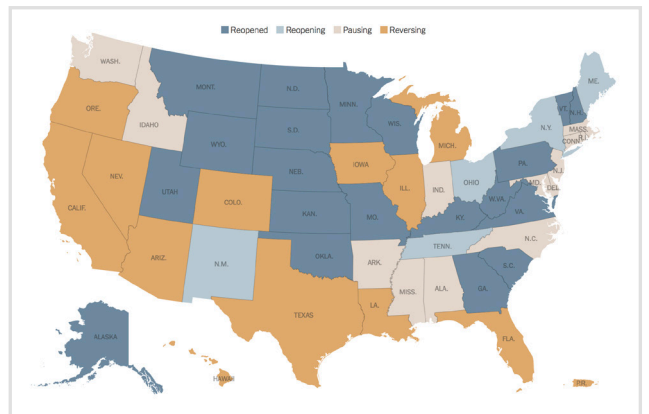 Reopened Reopening Pausing Reversing
WASH.
ME.
MONT.
N.D.
MINN.
VT.
N.H.
ORE.
IDAHO
WIS.
N.Y.
MASS.
R.I.
CONN.
S.D.
MICH.
WYO.
PA.
N.J.
IOWA
NEB.
OHIO
MD.
DEL.
NEV.
UTAH
ILL.
IND.
W.VA.
VA.
COLO.
CALIF.
KAN.
MO.
KY.
N.C.
TENN.
ARIZ.
N.M.
OKLA.
ARK.
S.C.
MISS.
ALA.
GA.
LA.
TEXAS
ALASKA
FLA.
HAWAII
P.R.